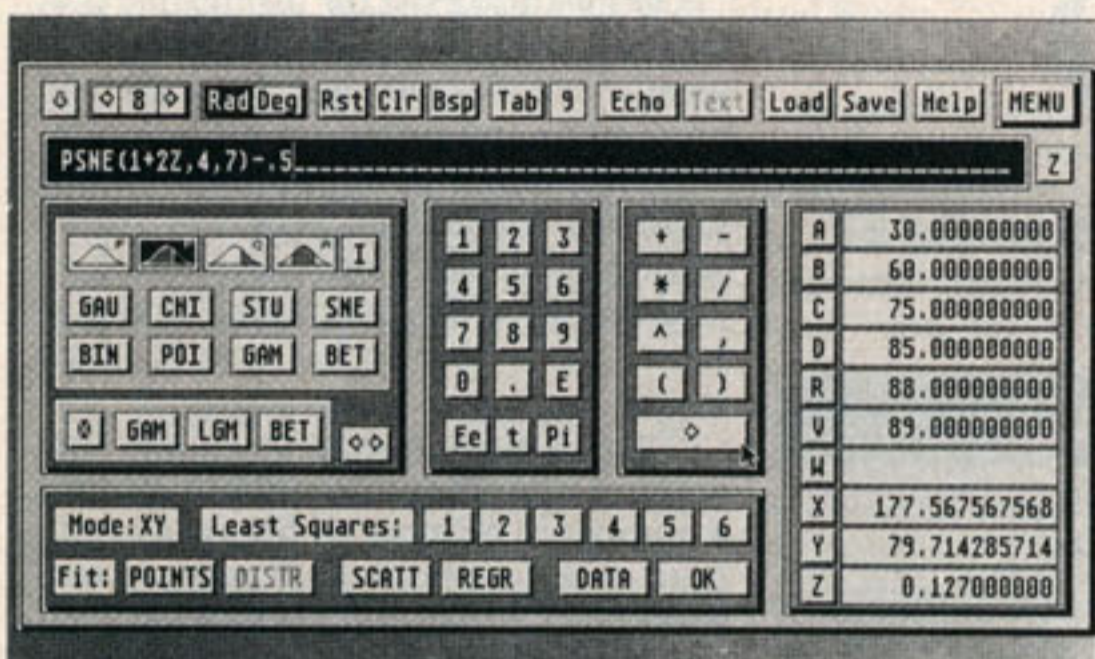 8 Rad Deg Rst Clr Bsp Tab 9 Echo Text Load Save Help MENU
PSNE(1+2Z,4,7)-.5 Z
P Q A I
GAU CHI STU SNE
BIN POI GAM BET
GAM LGM BET
1 2 3
4 5 6
7 8 9
0 . E
Ee t Pi
+ -
* /
^ ,
( )
A 30.000000000
B 60.000000000
C 75.000000000
D 85.000000000
R 88.000000000
V 89.000000000
W
X 177.567567568
Y 79.714285714
Z 0.127000000
Mode:XY Least Squares: 1 2 3 4 5 6
Fit: POINTS DISTR SCATT REGR DATA OK